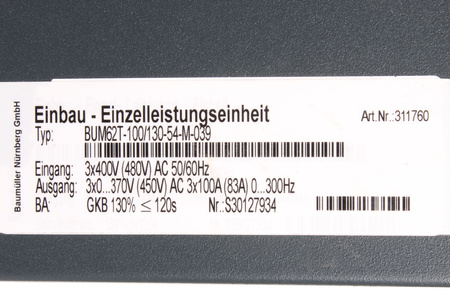 Baumüller Nürnberg GmbH
Einbau - Einzelleistungseinheit Art.Nr.:311760
Typ: BUM62T-100/130-54-M-039
Eingang: 3x400V (480V) AC 50/60Hz
Ausgang: 3x0...370V (450V) AC 3x100A (83A) 0...300Hz
BA: GKB 130% ≤ 120s Nr.:S30127934